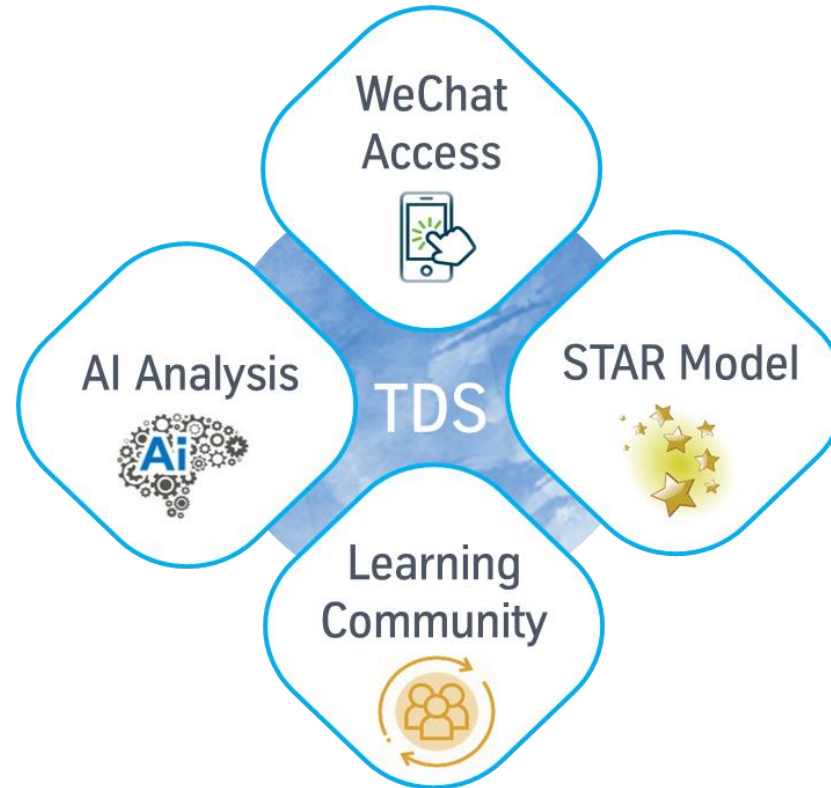 WeChat
Access
AI Analysis
Ai
TDS
STAR Model
Learning
Community